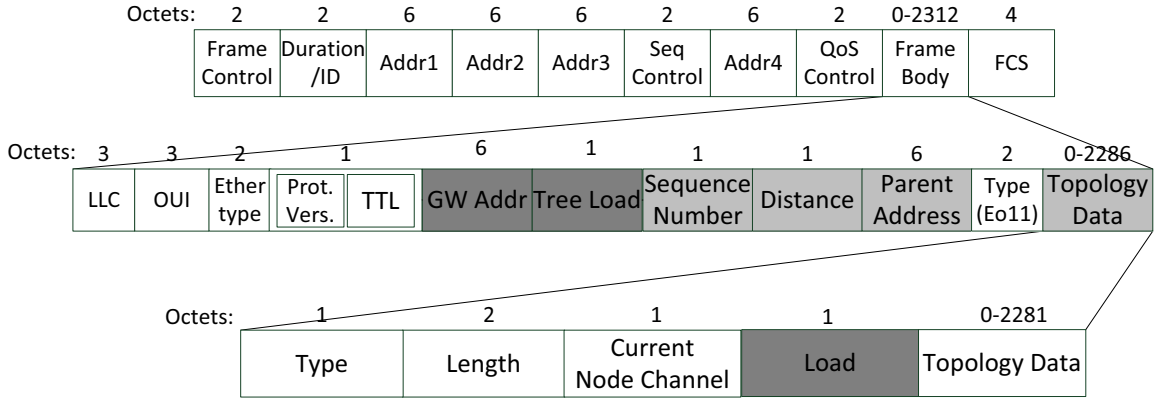 Octets: 2 2 6 6 6 2 6 2 0-2312 4
Frame Control Duration /ID Addr1 Addr2 Addr3 Seq Control Addr4 QoS Control Frame Body FCS
Octets: 3 3 2 1 6 1 1 1 6 2 0-2286
LLC OUI Ether type Prot. Vers. TTL GW Addr Tree Load Sequence Number Distance Parent Address Type (Eo11) Topology Data
Octets: 1 2 1 1 0-2281
Type Length Current Node Channel Load Topology Data